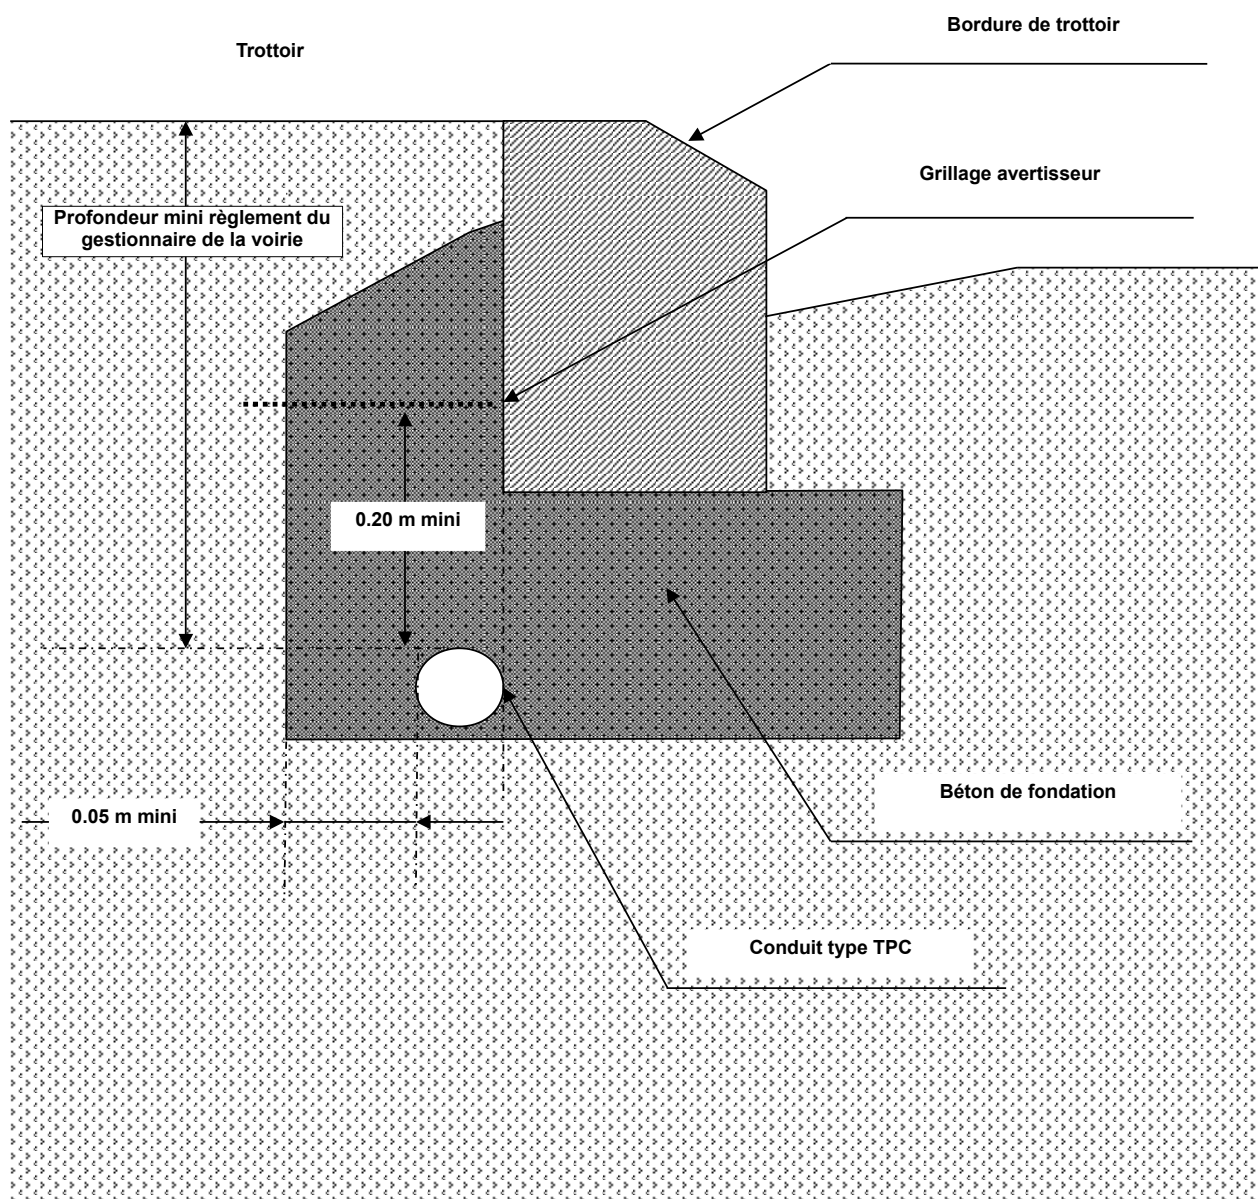 Bordure de trottoir
Trottoir
Grillage avertisseur
Profondeur mini règlement du
gestionnaire de la voirie
0.20 m mini
Béton de fondation
0.05 m mini
Conduit type TPC